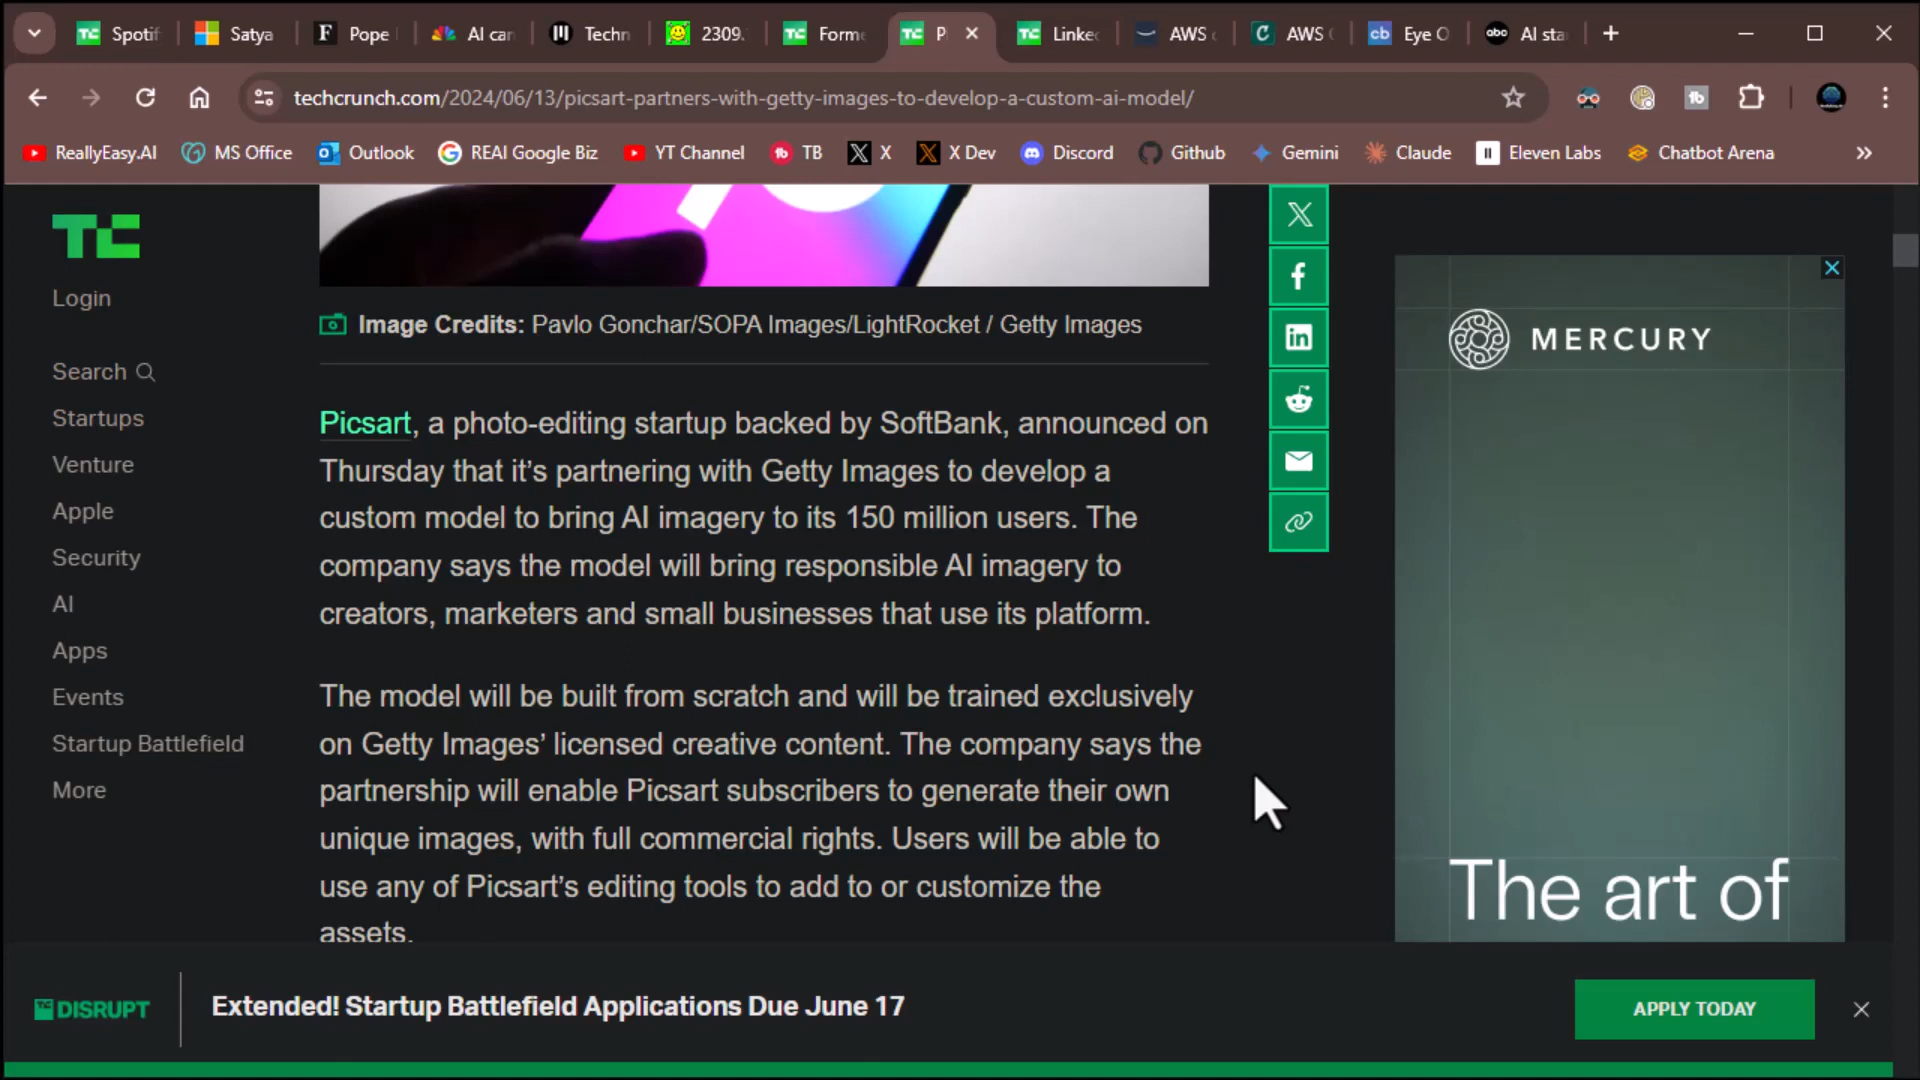 Spotif
Satya
Pope
AI car
Techn
2309.
Forme
P
Linked
AWS
AWS
Eye O
AI sta
techcrunch.com/2024/06/13/picsart-partners-with-getty-images-to-develop-a-custom-ai-model/
ReallyEasy.AI
MS Office
Outlook
REAI Google Biz
YT Channel
TB
X
X Dev
Discord
Github
Gemini
Claude
Eleven Labs
Chatbot Arena
TC
Login
Search
Startups
Venture
Apple
Security
AI
Apps
Events
Startup Battlefield
More
Image Credits: Pavlo Gonchar/SOPA Images/LightRocket / Getty Images
Picsart, a photo-editing startup backed by SoftBank, announced on
Thursday that it’s partnering with Getty Images to develop a
custom model to bring AI imagery to its 150 million users. The
company says the model will bring responsible AI imagery to
creators, marketers and small businesses that use its platform.
The model will be built from scratch and will be trained exclusively
on Getty Images’ licensed creative content. The company says the
partnership will enable Picsart subscribers to generate their own
unique images, with full commercial rights. Users will be able to
use any of Picsart’s editing tools to add to or customize the
assets.
MERCURY
The art of
TC DISRUPT
Extended! Startup Battlefield Applications Due June 17
APPLY TODAY